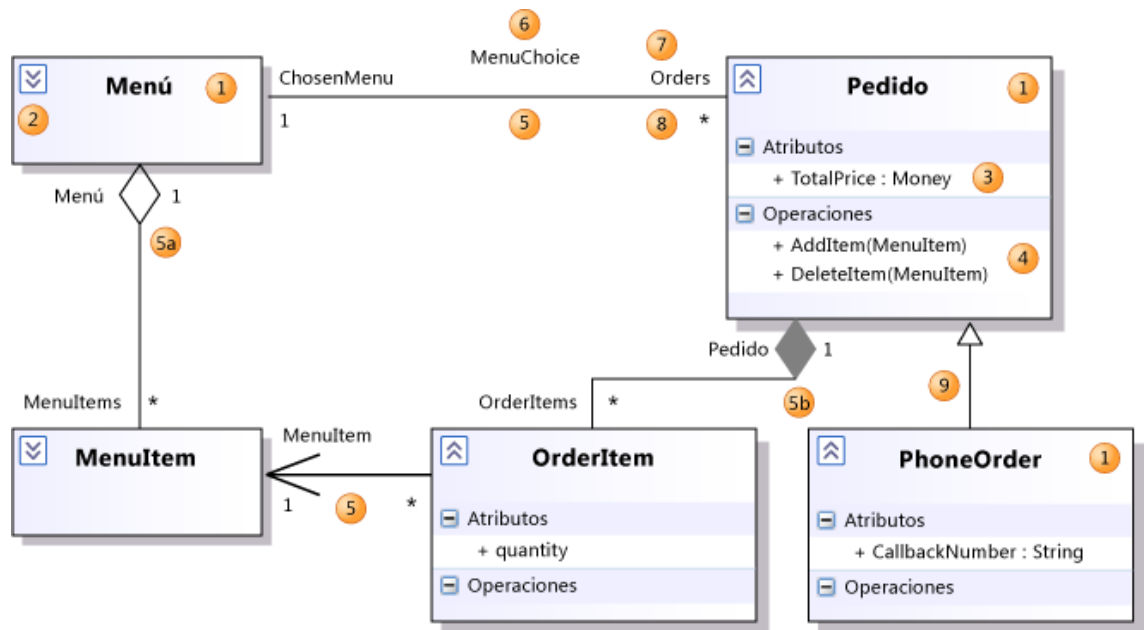 6
7
MenuChoice
Menú
1
ChosenMenu
Orders
Pedido
1
2
1
5
8
*
Atributos
+ TotalPrice : Money
3
Menú
1
Operaciones
5a
+ AddItem(MenuItem)
4
+ DeleteItem(MenuItem)
Pedido
1
9
MenuItems
*
OrderItems
*
5b
MenuItem
MenuItem
OrderItem
PhoneOrder
1
1
5
*
Atributos
+ quantity
Operaciones
Atributos
+ CallbackNumber : String
Operaciones